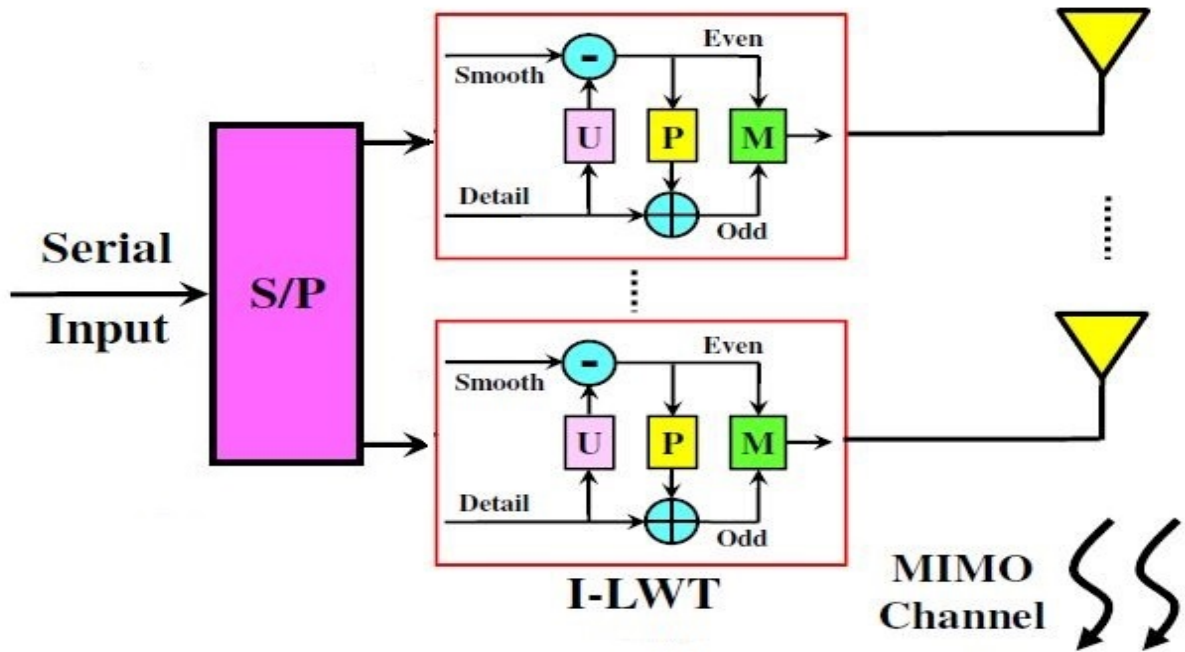 Serial
Input
S/P
Smooth
-
Even
U
P
M
Detail
Odd
Smooth
-
Even
U
P
M
Detail
Odd
I-LWT
MIMO
Channel